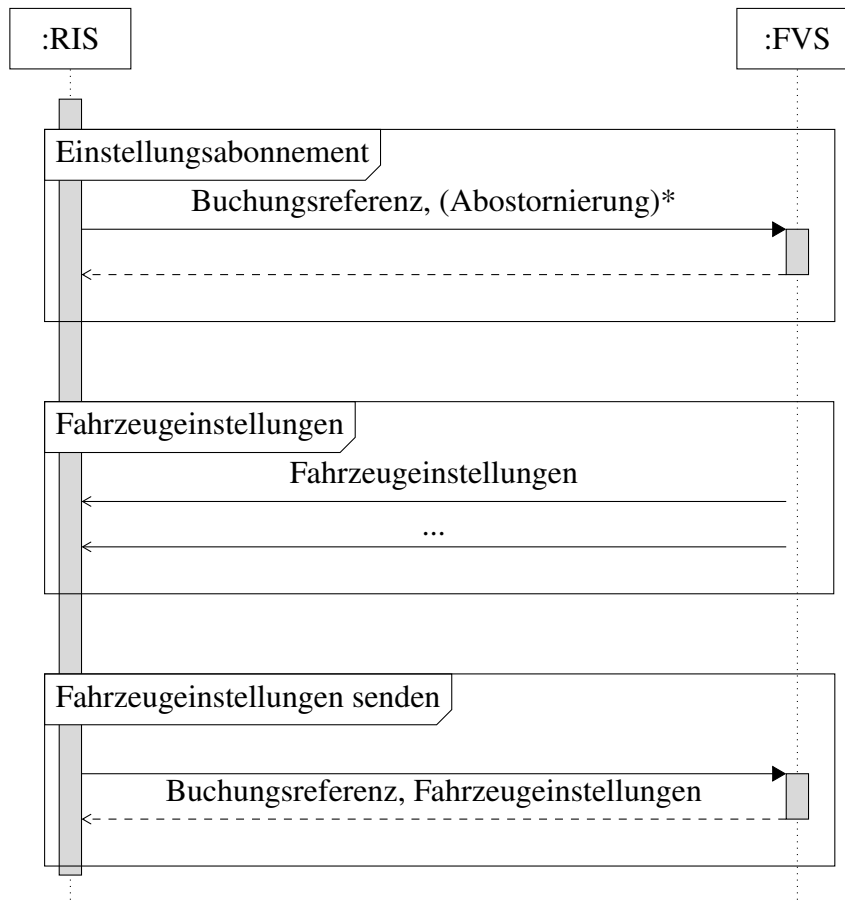 :RIS
:FVS
Einstellungsabonnement
Buchungsreferenz, (Abostornierung)*
Fahrzeugeinstellungen
Fahrzeugeinstellungen
...
Fahrzeugeinstellungen senden
Buchungsreferenz, Fahrzeugeinstellungen